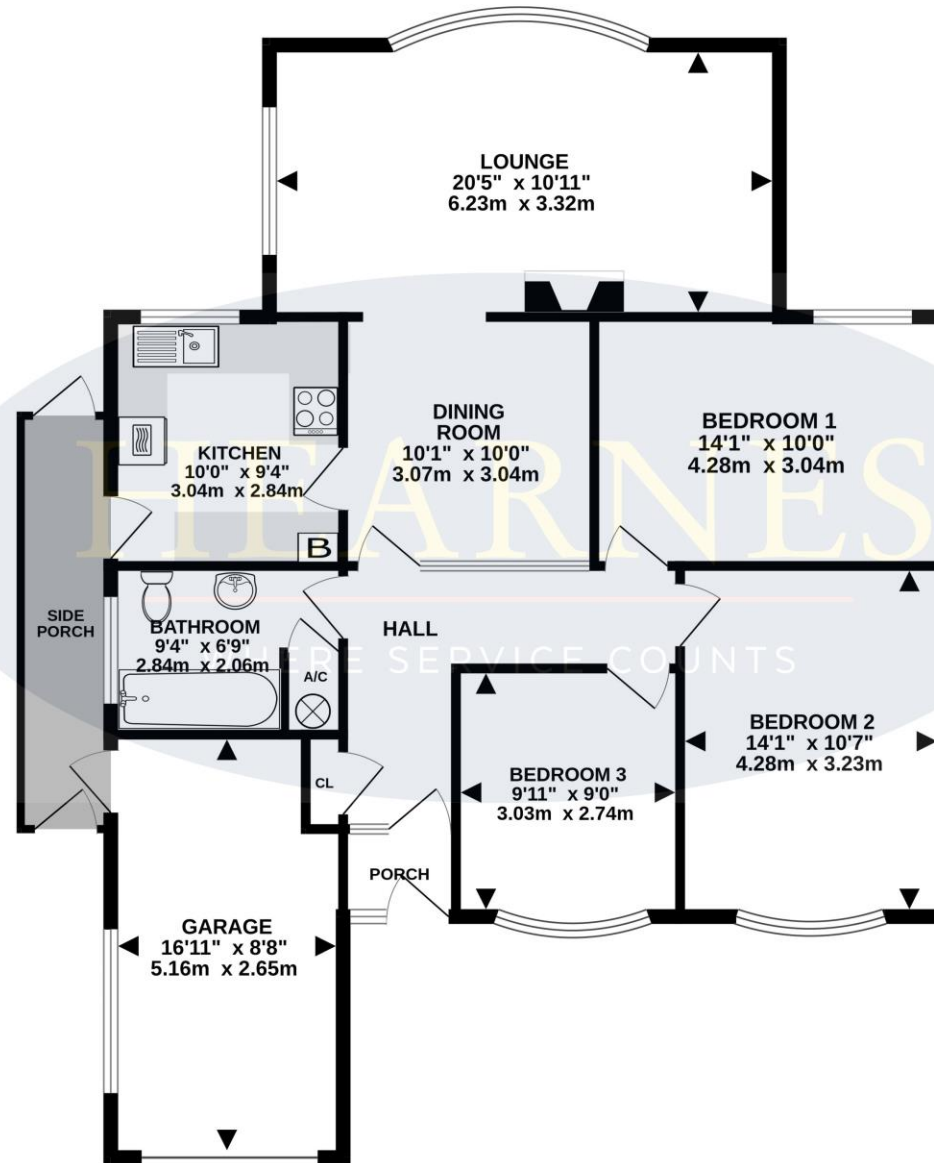 LOUNGE
20'5" x 10'11"
6.23m x 3.32m
DINING
ROOM
10'1" x 10'0"
3.07m x 3.04m
BEDROOM 1
14'1" x 10'0"
4.28m x 3.04m
KITCHEN
10'0" x 9'4"
3.04m x 2.84m
HEARNES
B
SIDE
PORCH
BATHROOM
9'4" x 6'9"
2.84m x 2.06m
HALL
WHERE SERVICE COUNTS
A/C
BEDROOM 2
14'1" x 10'7"
4.28m x 3.23m
CL
BEDROOM 3
9'11" x 9'0"
3.03m x 2.74m
PORCH
GARAGE
16'11" x 8'8"
5.16m x 2.65m